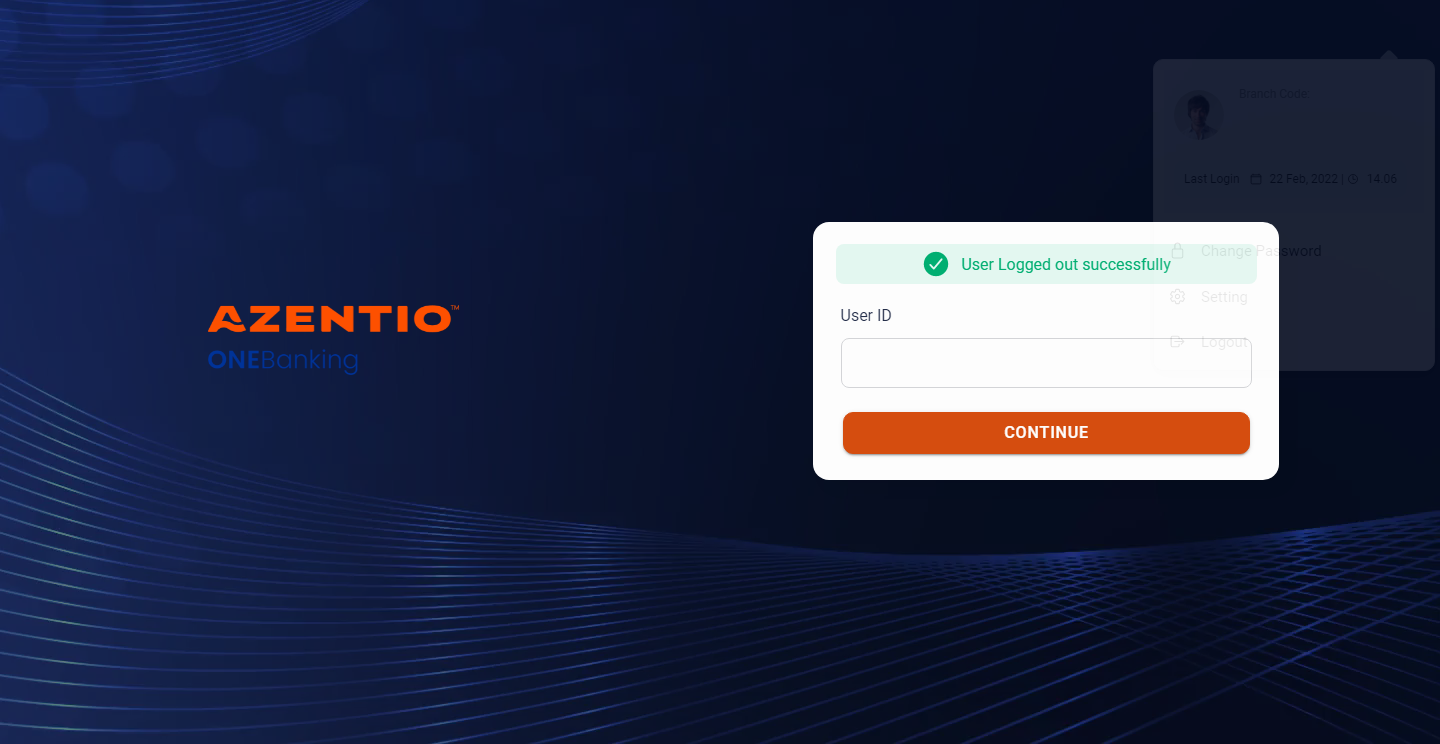 Branch Code
Last Login 22 Feb, 2022 | 14.06
Change Password
Setting
Logout
AZENTIO™
ONEBanking
User Logged out successfully
User ID
CONTINUE